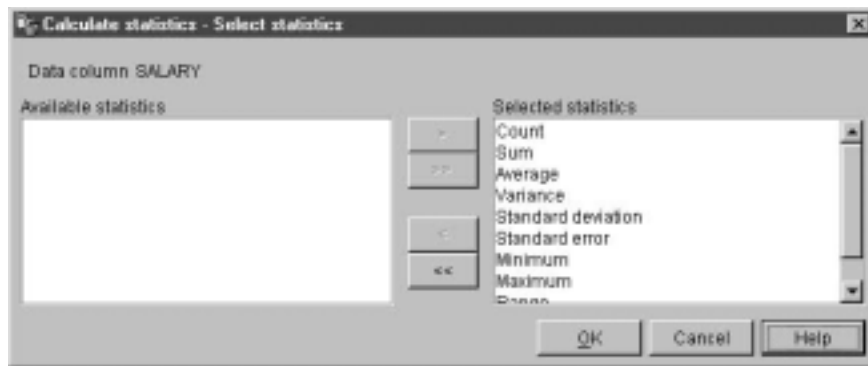 Calculate statistics - Select statistics
Data column SALARY
Available statistics
>
>>
<
<<
Selected statistics
Count
Sum
Average
Variance
Standard deviation
Standard error
Minimum
Maximum
Range
OK
Cancel
Help